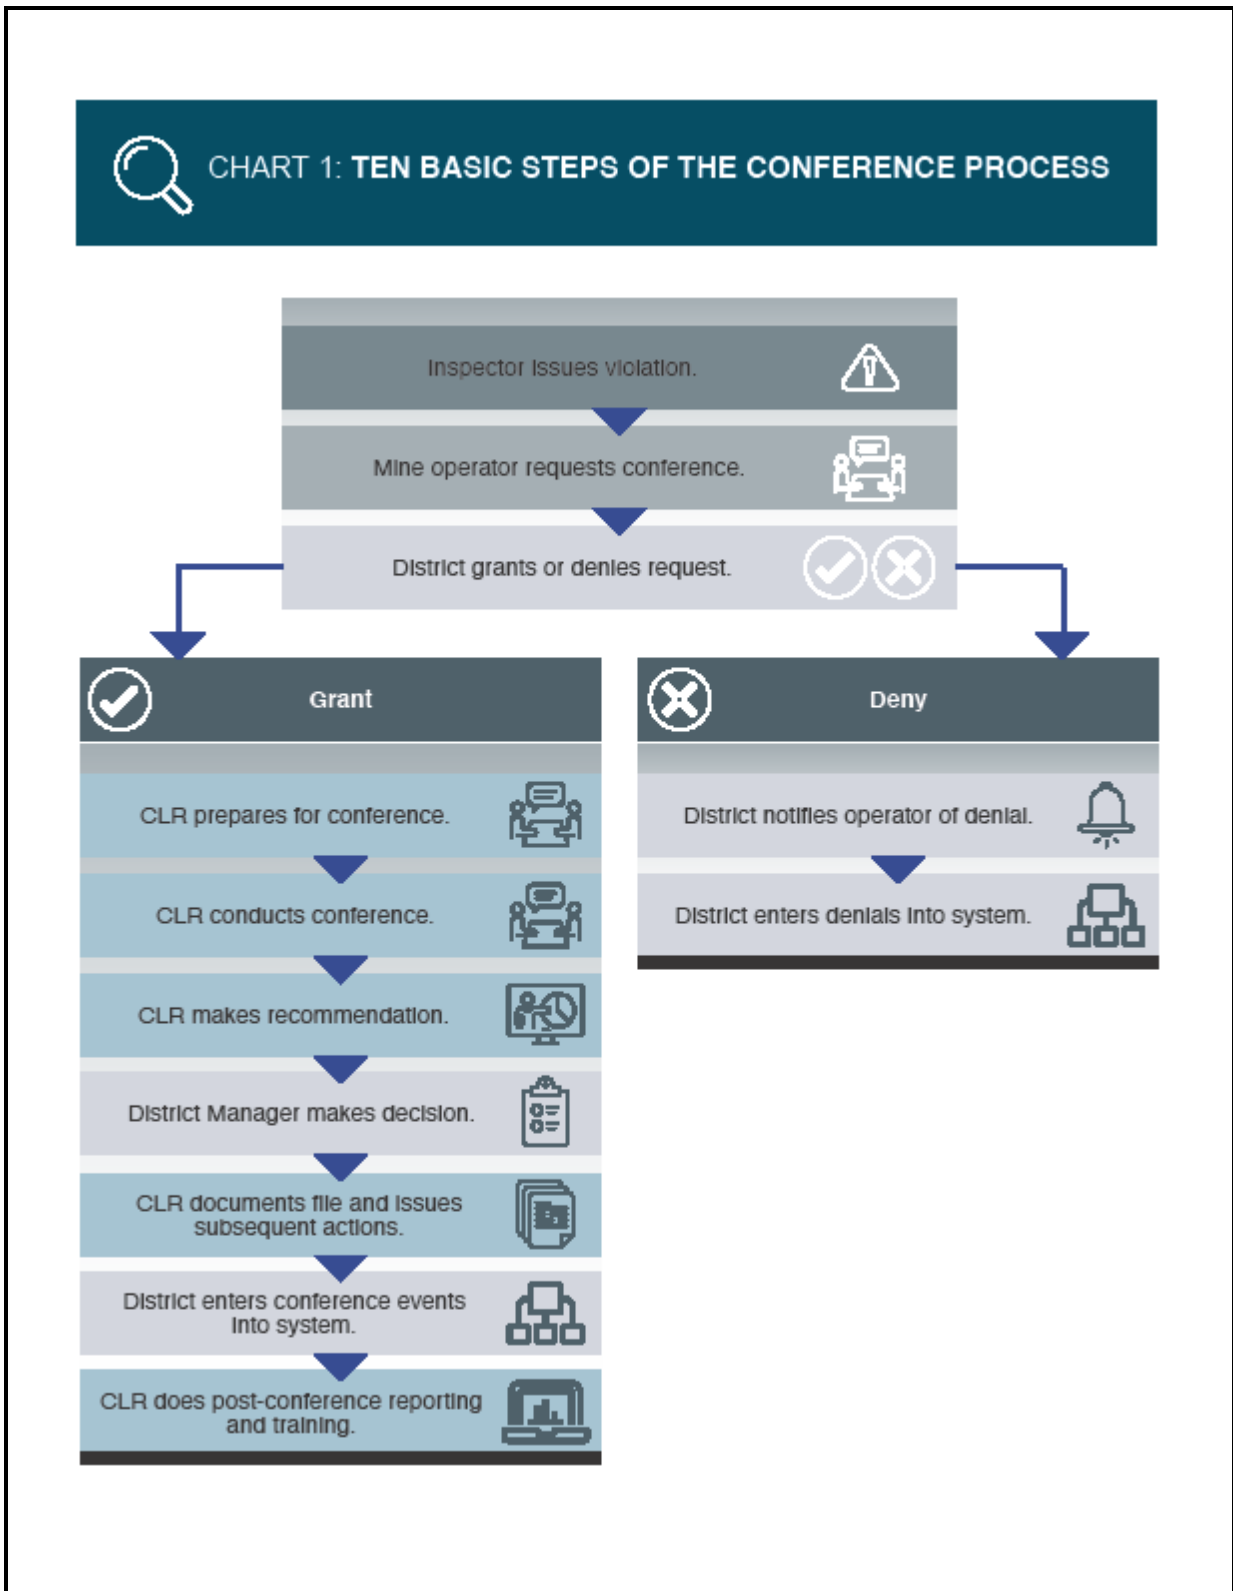 CHART 1: TEN BASIC STEPS OF THE CONFERENCE PROCESS
Inspector issues violation.
Mine operator requests conference.
District grants or denies request.
Grant
CLR prepares for conference.
CLR conducts conference.
CLR makes recommendation.
District Manager makes decision.
CLR documents file and issues
subsequent actions.
District enters conference events
into system.
CLR does post-conference reporting
and training.
Deny
District notifies operator of denial.
District enters denials into system.